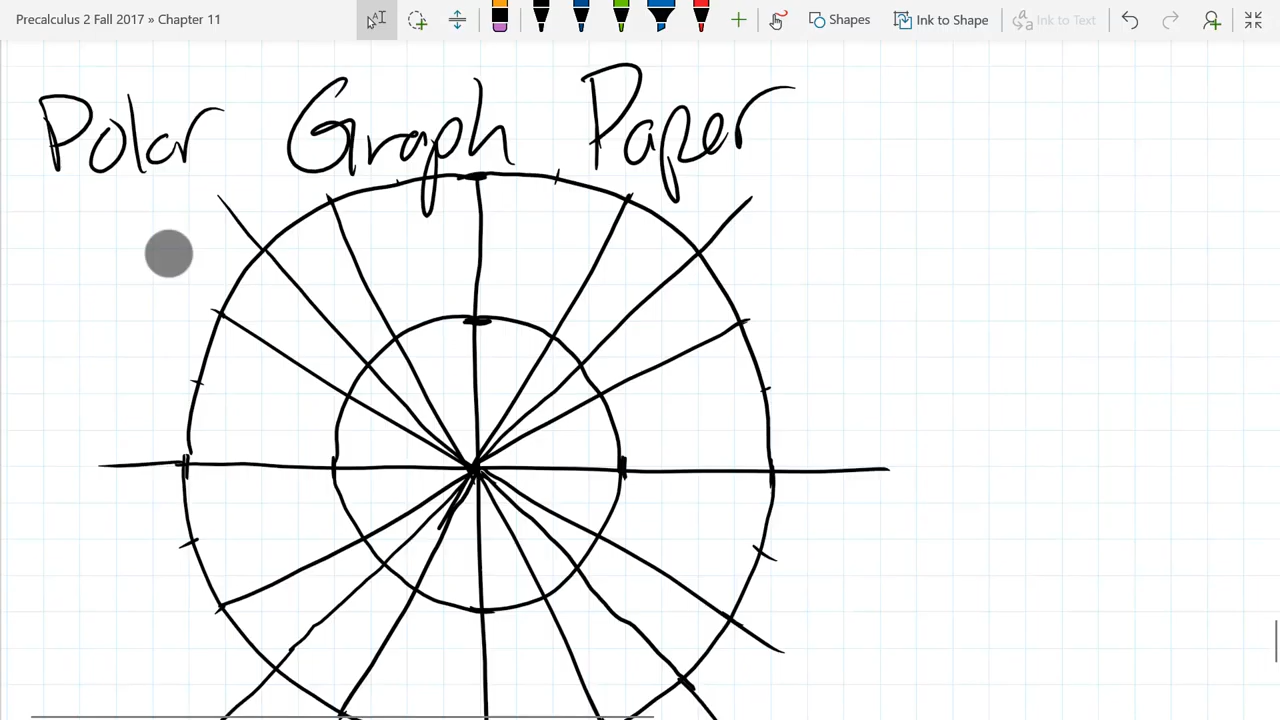 Precalculus 2 Fall 2017 » Chapter 11
Shapes
Ink to Shape
Ink to Text
Polar Graph Paper